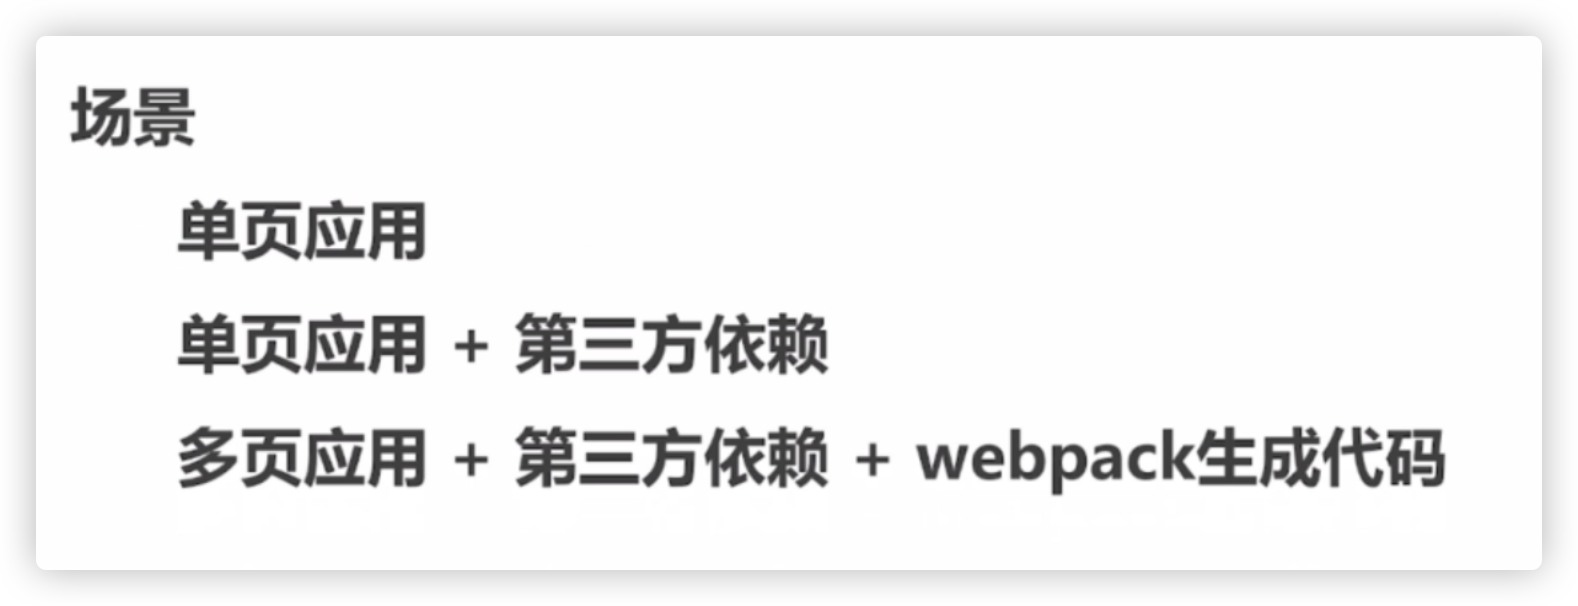 场景
单页应用
单页应用 + 第三方依赖
多页应用 + 第三方依赖 + webpack生成代码